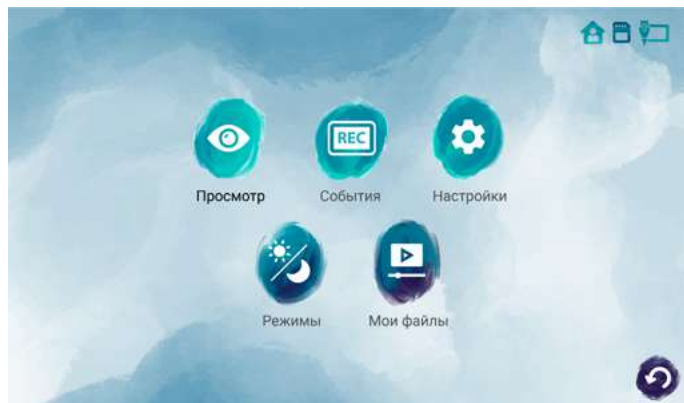 Просмотр
REC
События
Настройки
Режимы
Мои файлы